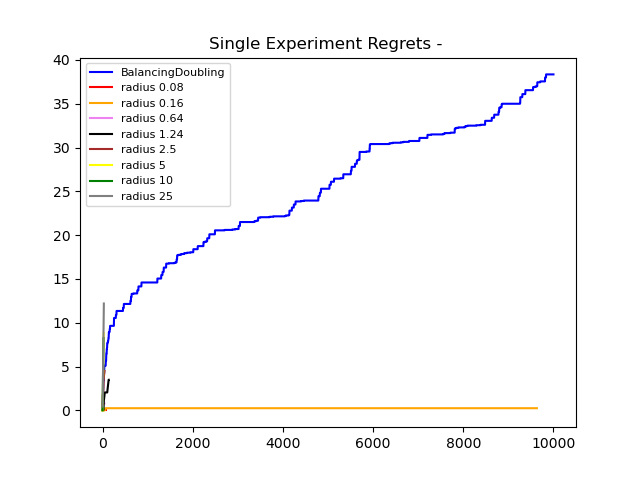 Single Experiment Regrets -
40
35
30
25
20
15
10
5
0
BalancingDoubling
radius 0.08
radius 0.16
radius 0.64
radius 1.24
radius 2.5
radius 5
radius 10
radius 25
0 2000 4000 6000 8000 10000